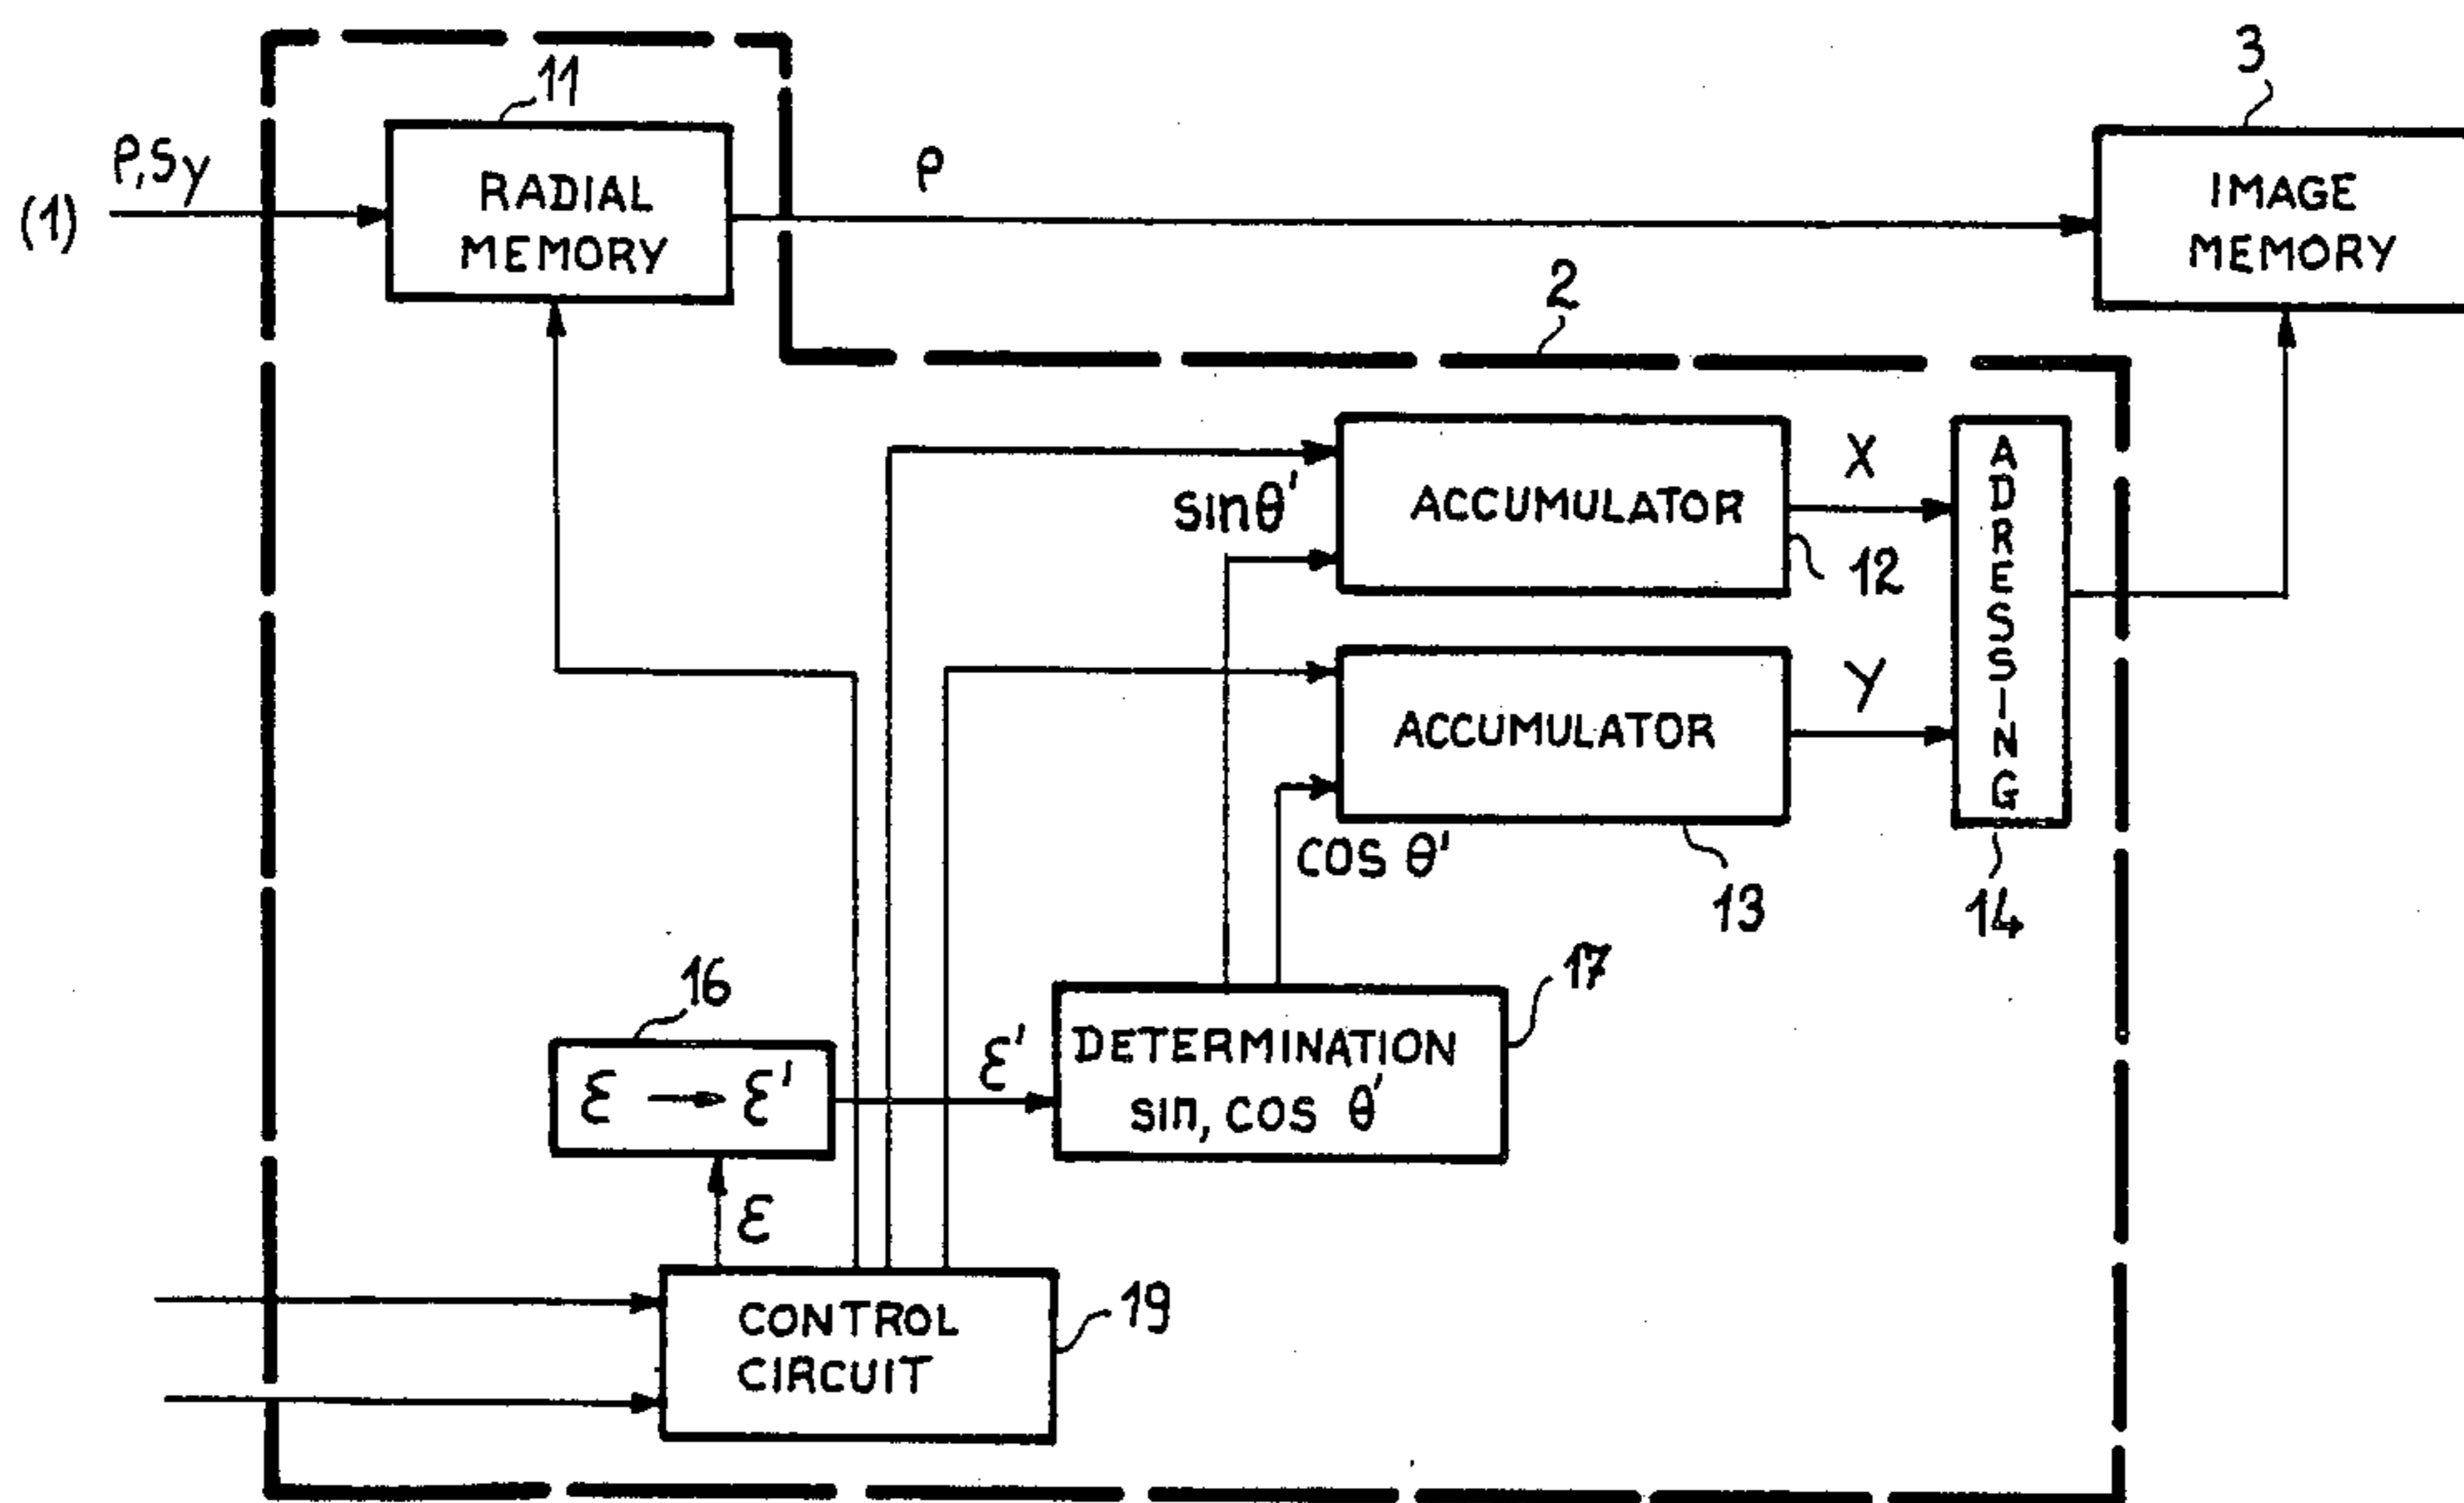 11
3
ρ,Sy
(1)
RADIAL
MEMORY
ρ
IMAGE
MEMORY
2
sinθ'
ACCUMULATOR
X
12
ADRESSING
ACCUMULATOR
Y
cos θ'
13
14
16
17
ε → ε'
ε'
DETERMINATION
sin, cos θ'
ε
CONTROL
CIRCUIT
19